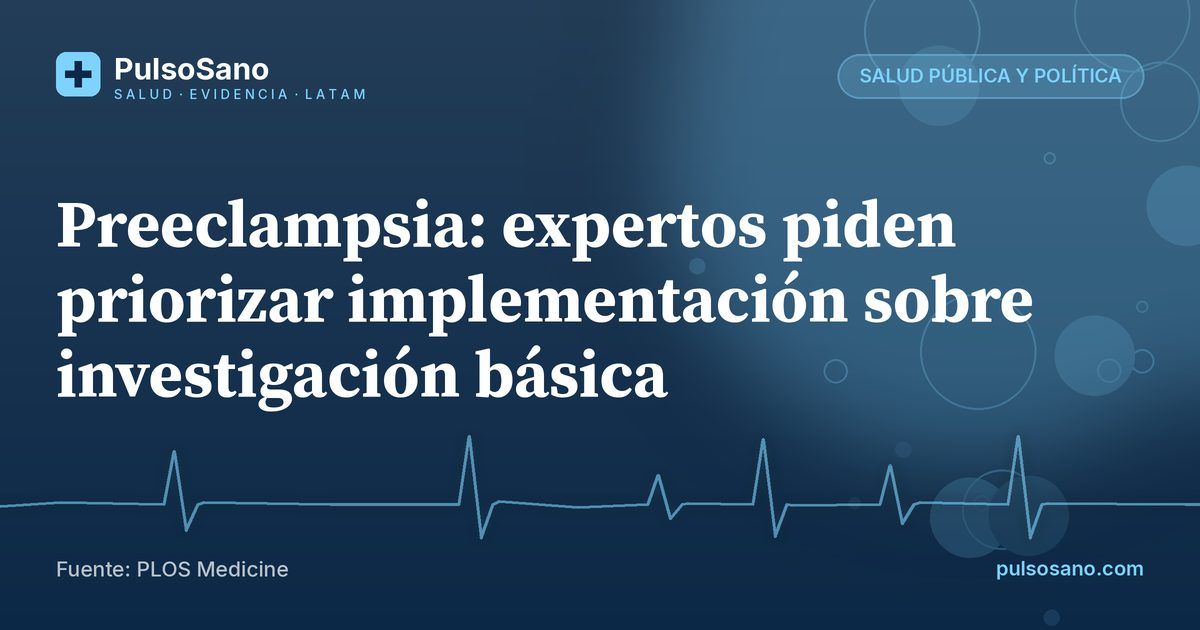 PulsoSano
SALUD · EVIDENCIA · LATAM
SALUD PÚBLICA Y POLÍTICA
Preeclampsia: expertos piden
priorizar implementación sobre
investigación básica
Fuente: PLOS Medicine
pulsosano.com